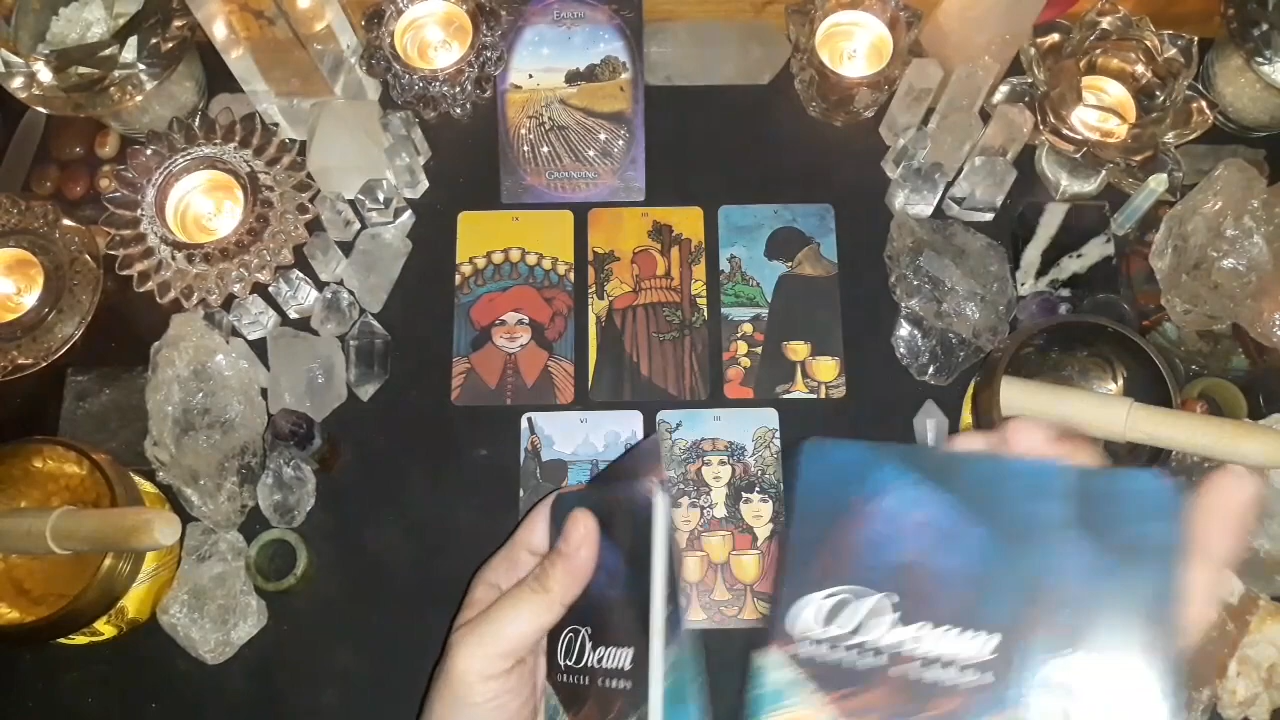 EARTH
GROUNDING
IX
III
V
VI
III
Dream
ORACLE CARDS
Dream